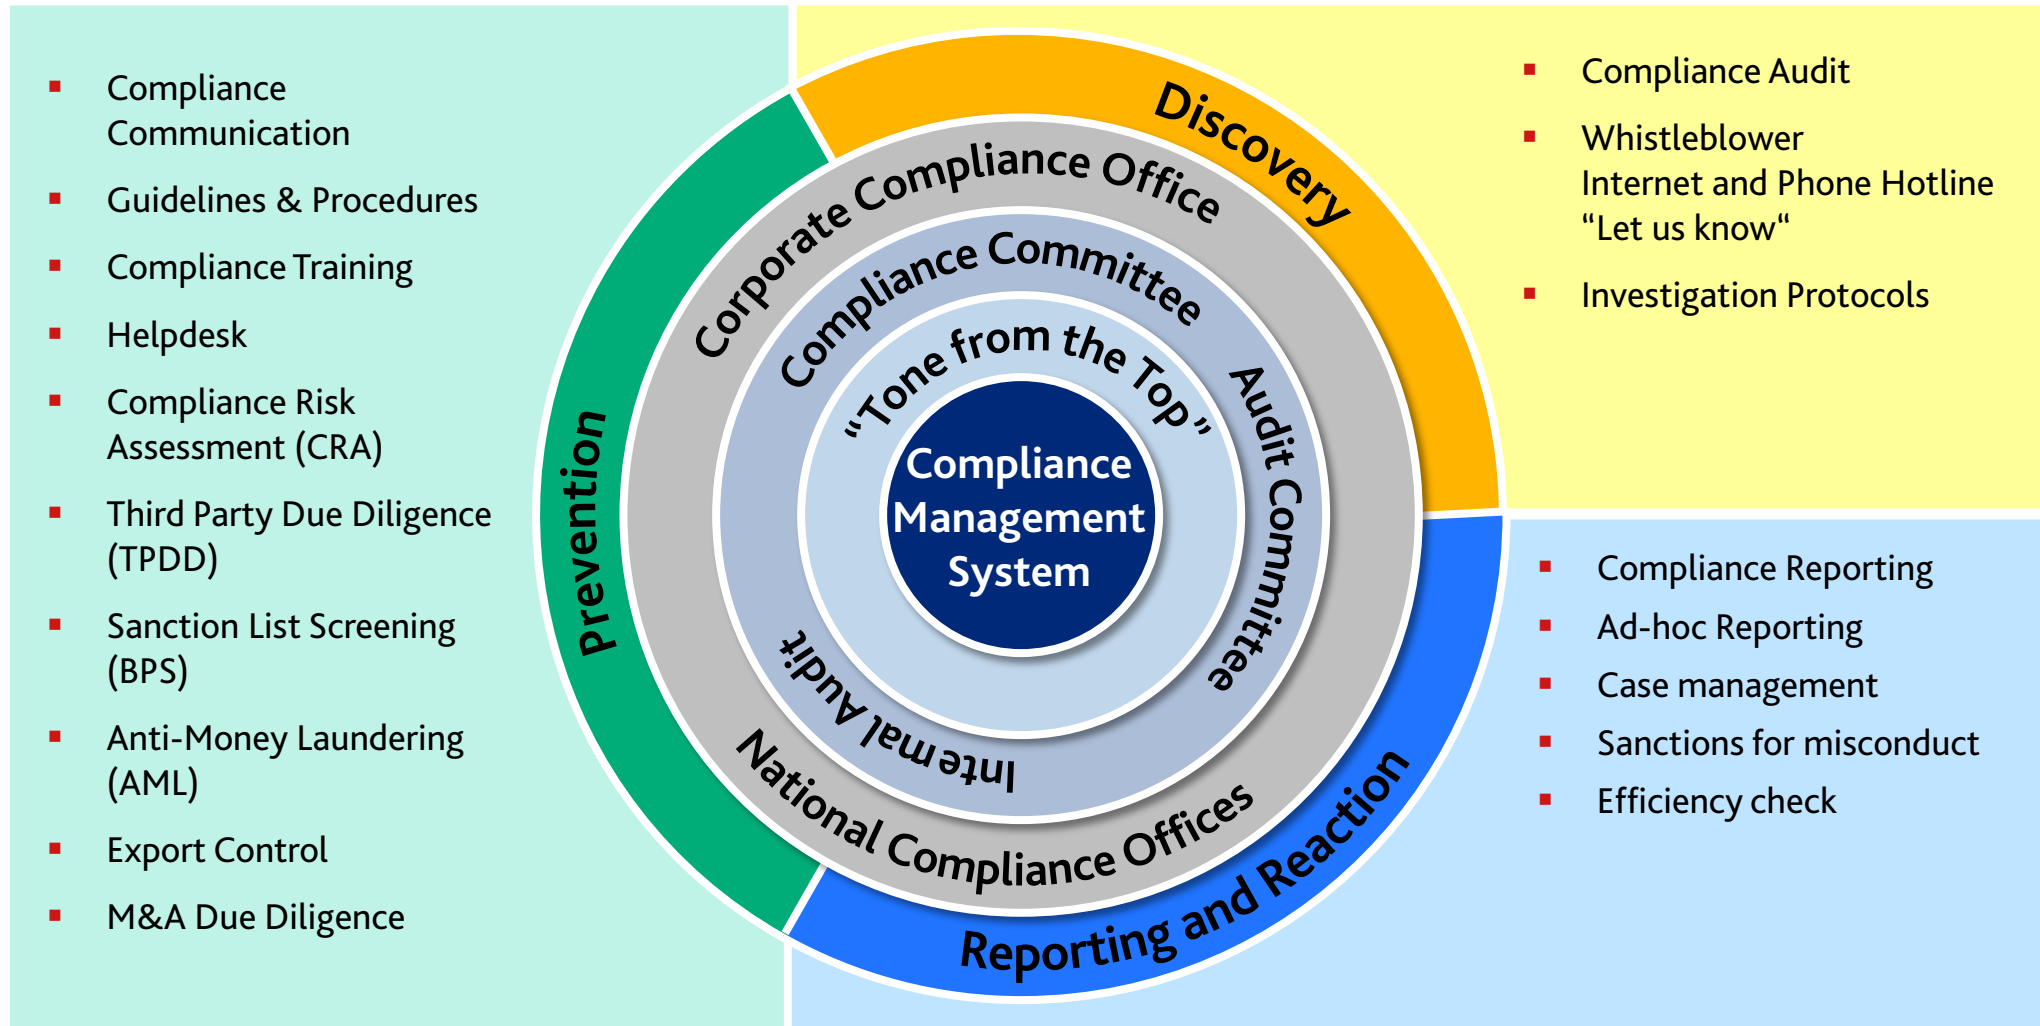 Compliance
Communication
Guidelines & Procedures
Compliance Training
Helpdesk
Compliance Risk
Assessment (CRA)
Third Party Due Diligence
(TPDD)
Sanction List Screening
(BPS)
Anti-Money Laundering
(AML)
Export Control
M&A Due Diligence
Prevention
Discovery
Reporting and Reaction
Corporate Compliance Office
National Compliance Offices
Compliance Committee
Audit Committee
Internal Audit
“Tone from the Top”
Compliance
Management
System
Compliance Audit
Whistleblower
Internet and Phone Hotline
“Let us know“
Investigation Protocols
Compliance Reporting
Ad-hoc Reporting
Case management
Sanctions for misconduct
Efficiency check